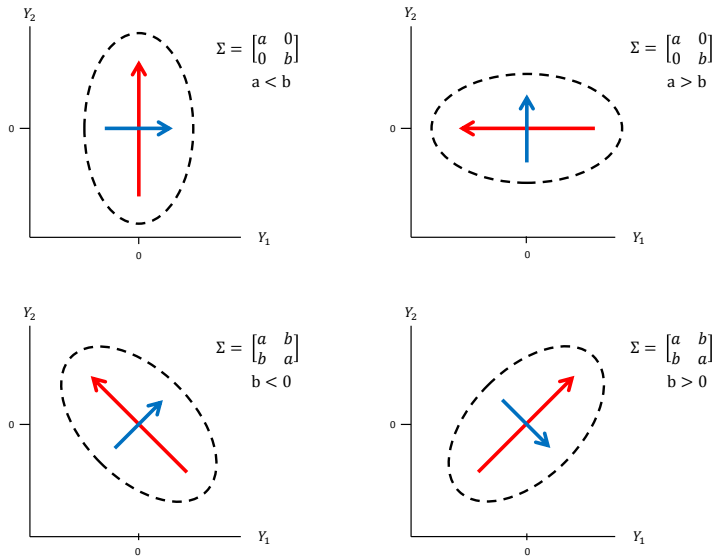 Y₂
Σ = [a 0
0 b]
a < b
0
Y₁
0
Y₂
Σ = [a 0
0 b]
a > b
0
Y₁
0
Y₂
Σ = [a b
b a]
b < 0
0
Y₁
0
Y₂
Σ = [a b
b a]
b > 0
0
Y₁
0